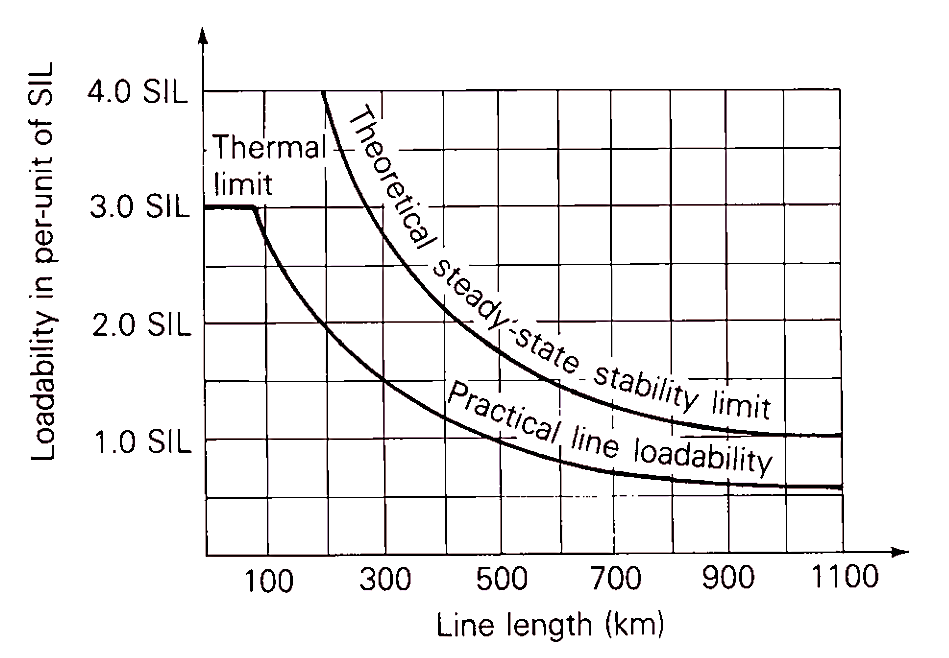 Loadability in per-unit of SIL
4.0 SIL
3.0 SIL
2.0 SIL
1.0 SIL
Thermal
limit
Theoretical steady-state stability limit
Practical line loadability
100 300 500 700 900 1100
Line length (km)